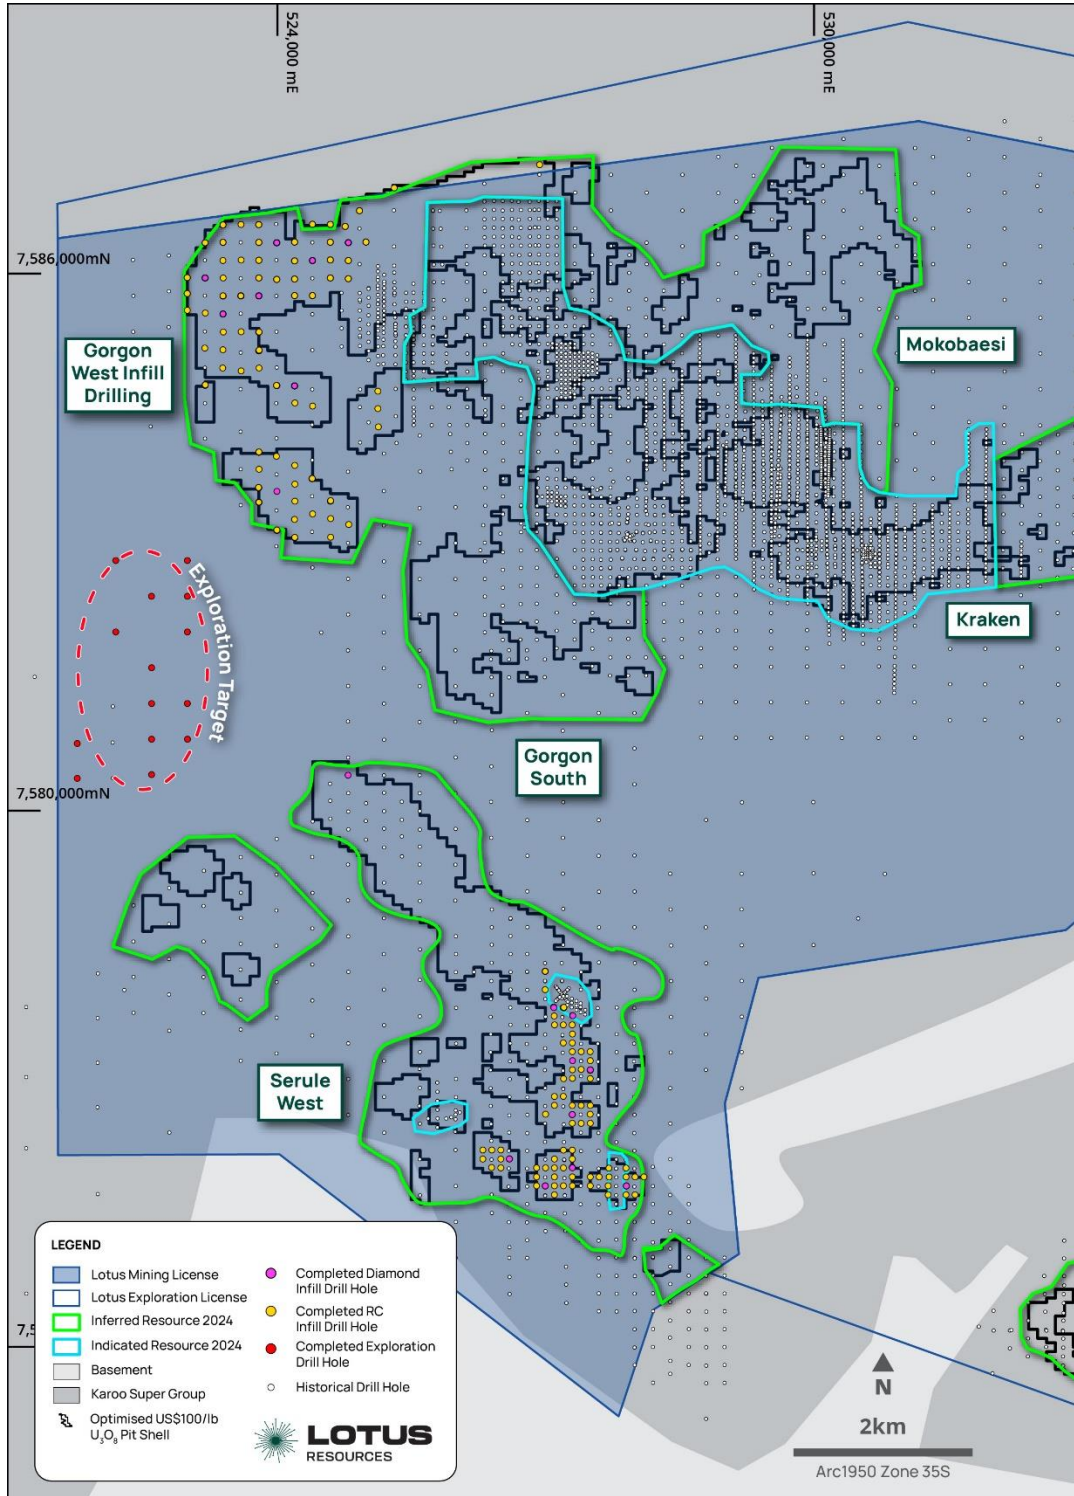 524,000 mE
530,000 mE
7,586,000mN
Gorgon
West Infill
Drilling
Mokobaesi
Kraken
Exploration Target
Gorgon
South
7,580,000mN
Serule
West
7,5
LEGEND
Lotus Mining License
Lotus Exploration License
Inferred Resource 2024
Indicated Resource 2024
Basement
Karoo Super Group
Optimised US$100/lb
U₃O₈ Pit Shell
Completed Diamond
Infill Drill Hole
Completed RC
Infill Drill Hole
Completed Exploration
Drill Hole
Historical Drill Hole
LOTUS
RESOURCES
N
2km
Arc1950 Zone 35S